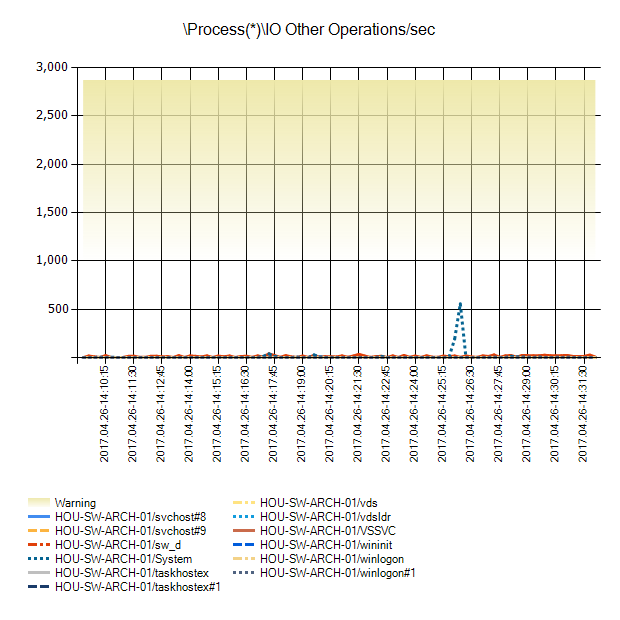 \Process(*)\IO Other Operations/sec
3,000
2,500
2,000
1,500
1,000
500
2017.04.26-14:10:15
2017.04.26-14:11:30
2017.04.26-14:12:45
2017.04.26-14:14:00
2017.04.26-14:15:15
2017.04.26-14:16:30
2017.04.26-14:17:45
2017.04.26-14:19:00
2017.04.26-14:20:15
2017.04.26-14:21:30
2017.04.26-14:22:45
2017.04.26-14:24:00
2017.04.26-14:25:15
2017.04.26-14:26:30
2017.04.26-14:27:45
2017.04.26-14:29:00
2017.04.26-14:30:15
2017.04.26-14:31:30
Warning
HOU-SW-ARCH-01/svchost#8
HOU-SW-ARCH-01/svchost#9
HOU-SW-ARCH-01/sw_d
HOU-SW-ARCH-01/System
HOU-SW-ARCH-01/taskhostex
HOU-SW-ARCH-01/taskhostex#1
HOU-SW-ARCH-01/vds
HOU-SW-ARCH-01/vdsldr
HOU-SW-ARCH-01/VSSVC
HOU-SW-ARCH-01/wininit
HOU-SW-ARCH-01/winlogon
HOU-SW-ARCH-01/winlogon#1